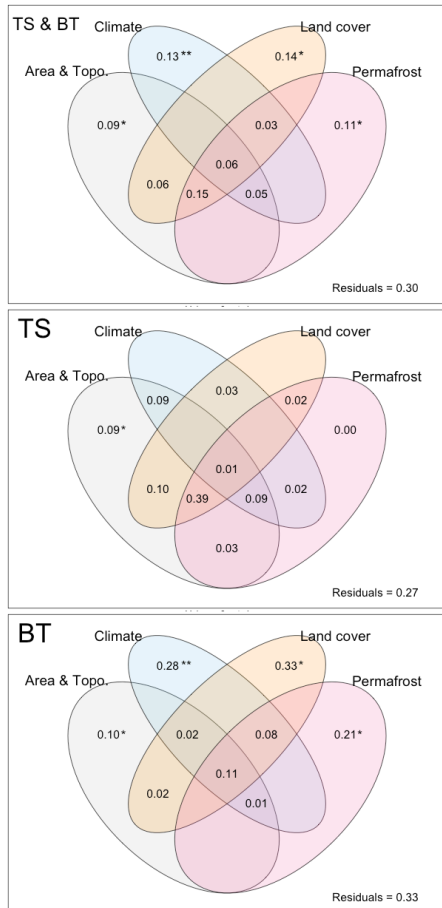 TS & BT
Climate
Land cover
Area & Topo.
Permafrost
0.13 **
0.14 *
0.09 *
0.03
0.11 *
0.06
0.06
0.15
0.05
Residuals = 0.30
TS
Climate
Land cover
Area & Topo.
Permafrost
0.09
0.03
0.02
0.09 *
0.00
0.01
0.10
0.39
0.09
0.02
0.03
Residuals = 0.27
BT
Climate
Land cover
Area & Topo.
Permafrost
0.28 **
0.33 *
0.10 *
0.02
0.08
0.21 *
0.11
0.02
0.01
Residuals = 0.33